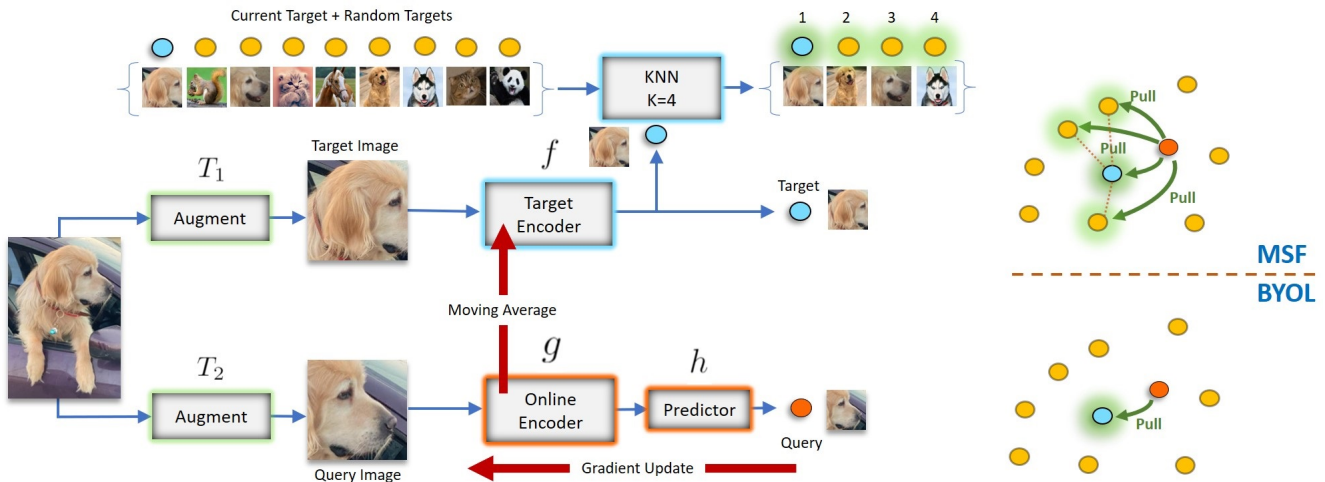 Current Target + Random Targets
1 2 3 4
KNN
K=4
Target Image
T1
f
Augment
Target
Encoder
Target
Moving Average
T2
g
h
Augment
Online
Encoder
Predictor
Query Image
Query
Gradient Update
Pull
Pull
Pull
MSF
BYOL
Pull